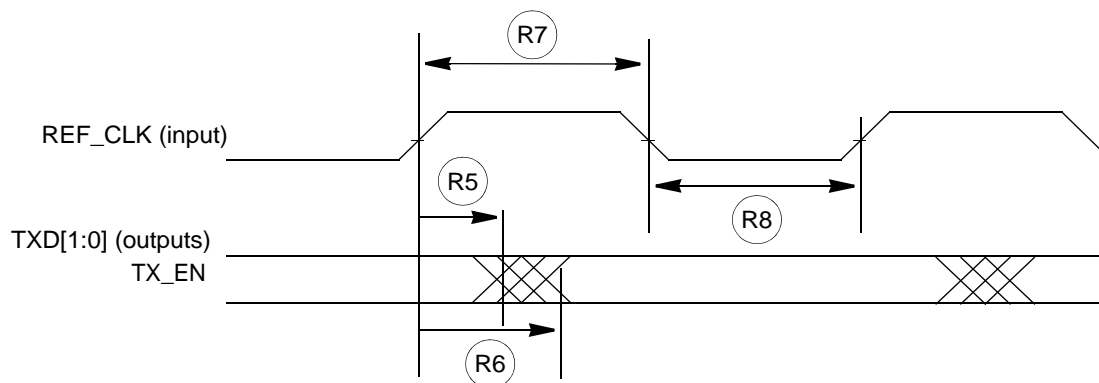 R7
REF_CLK (input)
R5
R8
TXD[1:0] (outputs)
TX_EN
R6